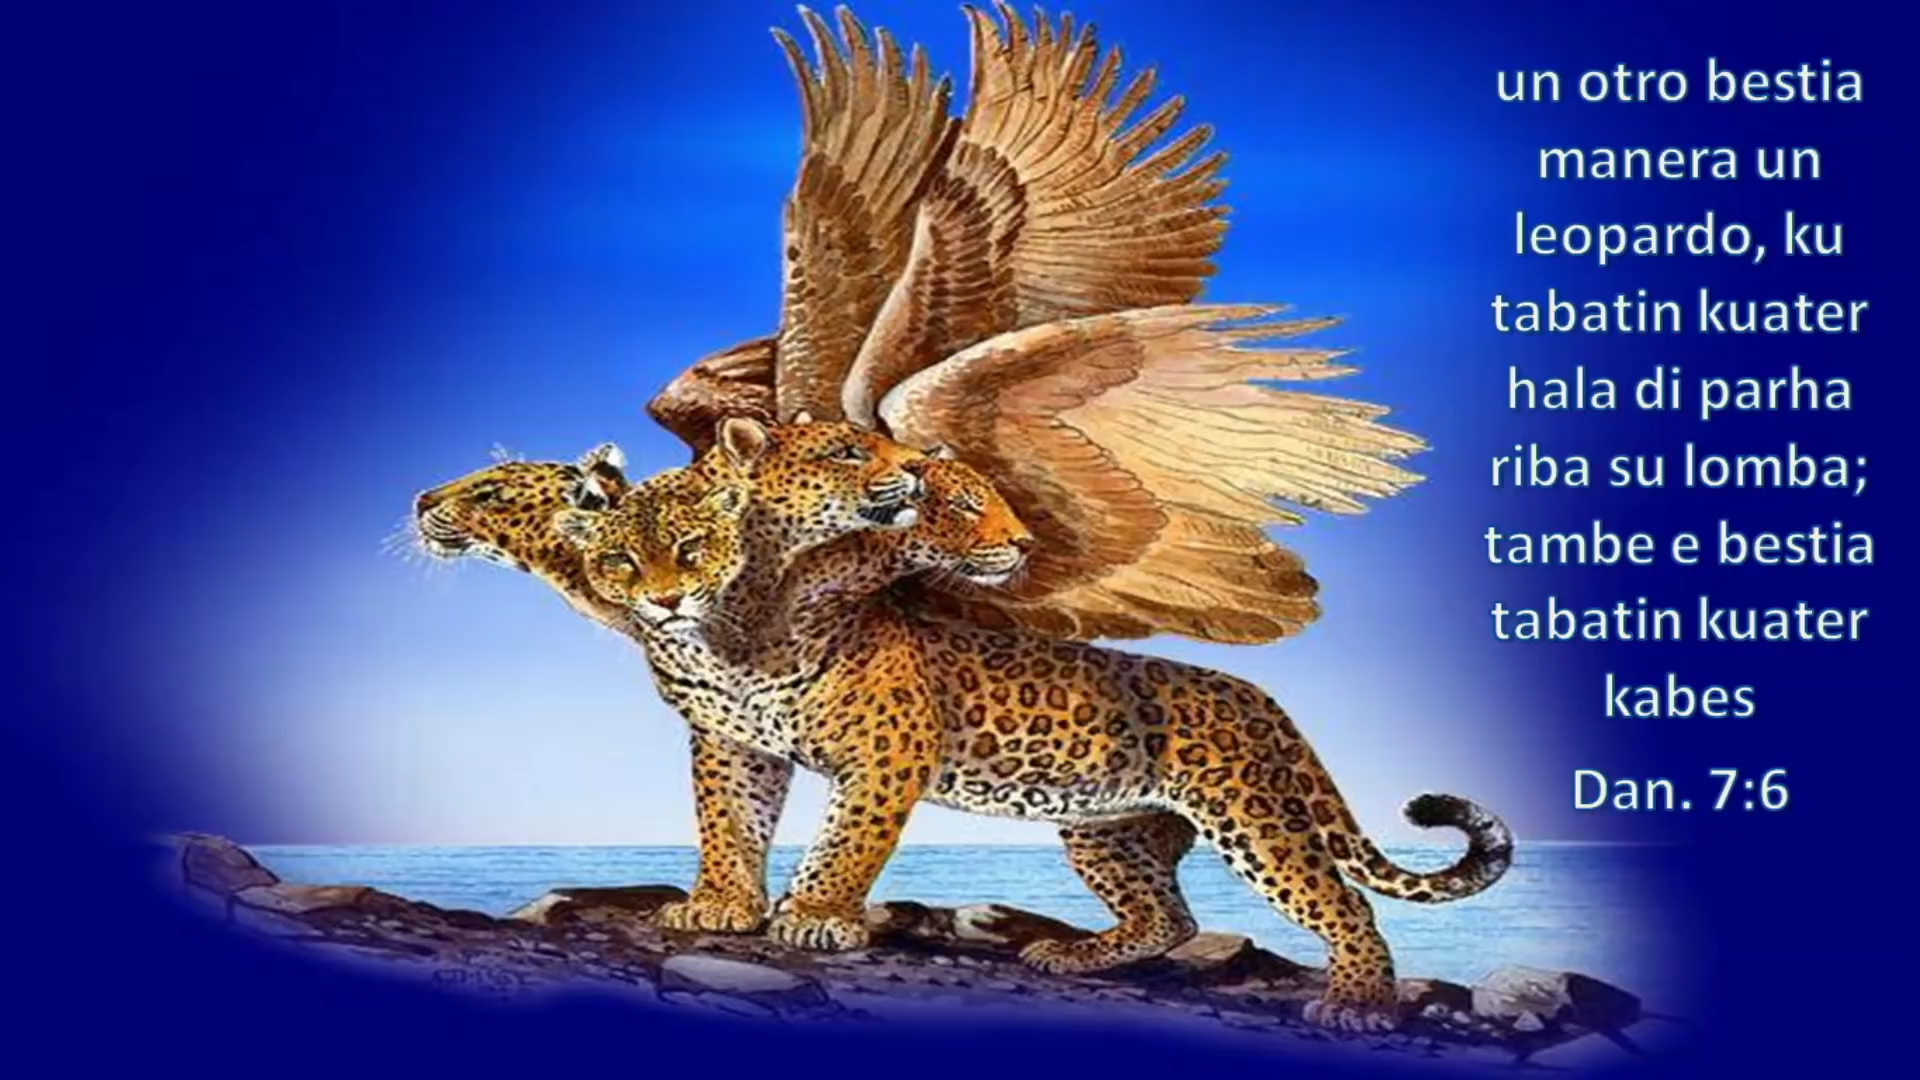 un otro bestia
manera un
leopardo, ku
tabatin kuater
hala di parha
riba su lomba;
tambe e bestia
tabatin kuater
kabes
Dan. 7:6